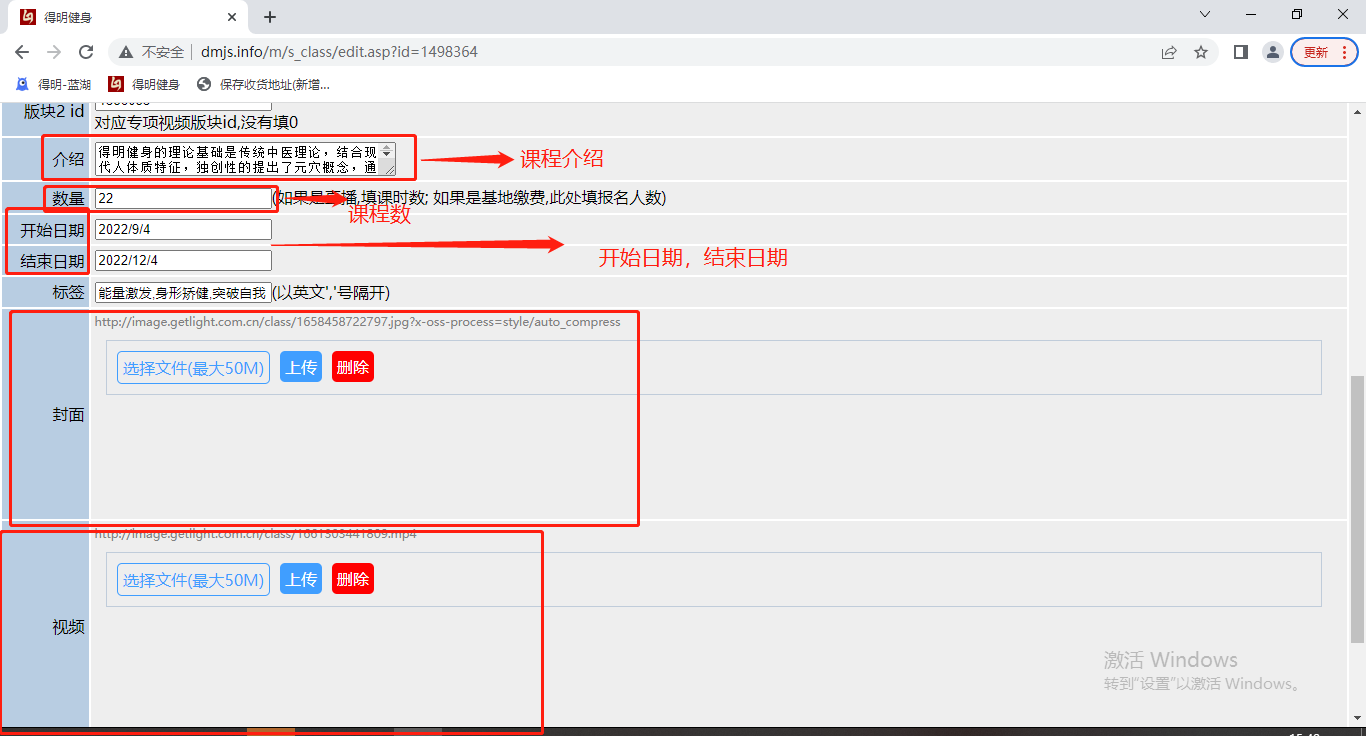 得明健身
不安全
dmjs.info/m/s_class/edit.asp?id=1498364
更新
得明-蓝湖
得明健身
保存收货地址(新增...
版块2 id
对应专项视频版块id,没有填0
介绍
得明健身的理论基础是传统中医理论，结合现
代人体质特征，独创性的提出了元穴概念，通
课程介绍
数量
22
(如果是直播,填课时数; 如果是基地缴费,此处填报名人数)
课程数
开始日期
2022/9/4
结束日期
2022/12/4
开始日期，结束日期
标签
能量激发,身形矫健,突破自我
(以英文','号隔开)
http://image.getlight.com.cn/class/1658458722797.jpg?x-oss-process=style/auto_compress
选择文件(最大50M)
上传
删除
封面
http://image.getlight.com.cn/class/1661303441809.mp4
选择文件(最大50M)
上传
删除
视频
激活 Windows
转到"设置"以激活 Windows。